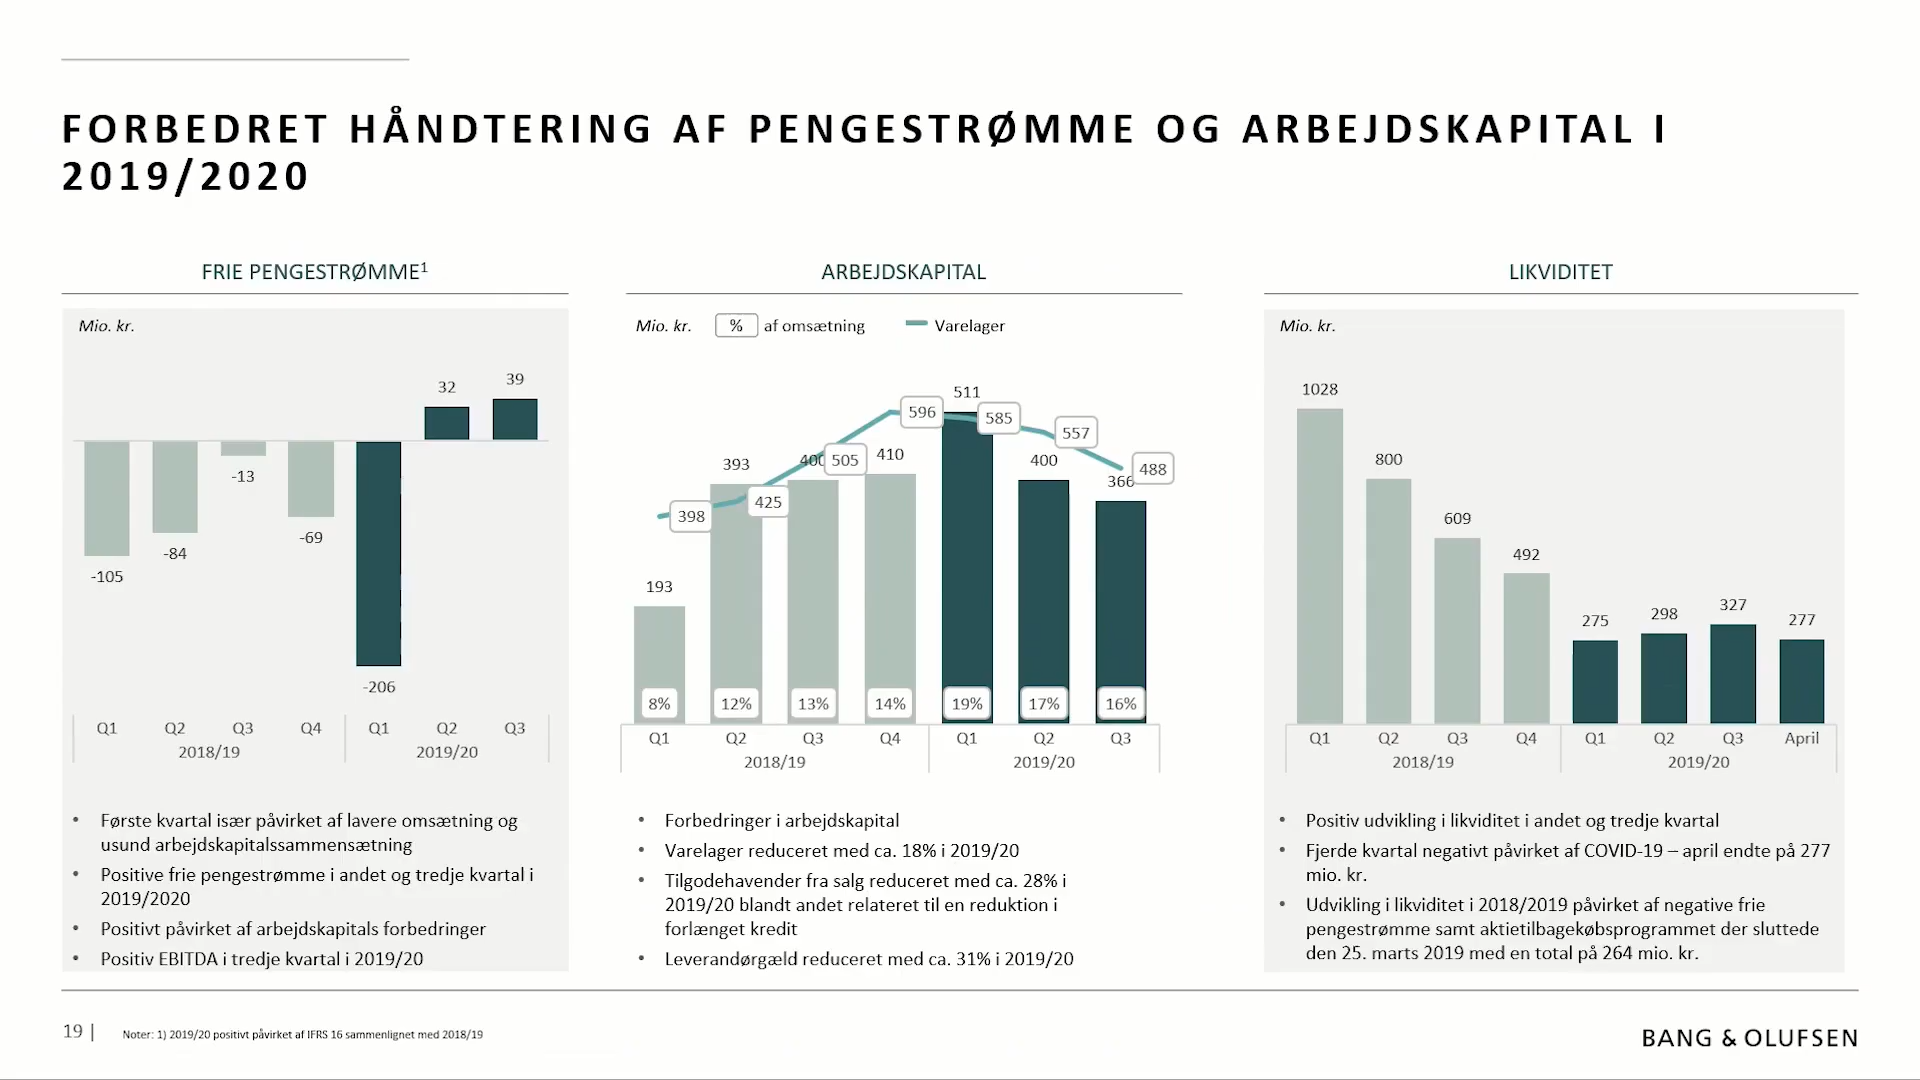 FORBEDRET HÅNDTERING AF PENGESTRØMME OG ARBEJDSKAPITAL I
2019/2020
FRIE PENGESTRØMME¹
Mio. kr.
32
39
-13
-69
-84
-105
-206
Q1 Q2 Q3 Q4 Q1 Q2 Q3
2018/19 2019/20
• Første kvartal især påvirket af lavere omsætning og
usund arbejdskapitalssammensætning
• Positive frie pengestrømme i andet og tredje kvartal i
2019/2020
• Positivt påvirket af arbejdskapitals forbedringer
• Positiv EBITDA i tredje kvartal i 2019/20
ARBEJDSKAPITAL
Mio. kr. % af omsætning Varelager
193 393 400 410 511 400 366
398 425 505 596 585 557 488
8% 12% 13% 14% 19% 17% 16%
Q1 Q2 Q3 Q4 Q1 Q2 Q3
2018/19 2019/20
• Forbedringer i arbejdskapital
• Varelager reduceret med ca. 18% i 2019/20
• Tilgodehavender fra salg reduceret med ca. 28% i
2019/20 blandt andet relateret til en reduktion i
forlænget kredit
• Leverandørgæld reduceret med ca. 31% i 2019/20
LIKVIDITET
Mio. kr.
1028 800 609 492 275 298 327 277
Q1 Q2 Q3 Q4 Q1 Q2 Q3 April
2018/19 2019/20
• Positiv udvikling i likviditet i andet og tredje kvartal
• Fjerde kvartal negativt påvirket af COVID-19 – april endte på 277
mio. kr.
• Udvikling i likviditet i 2018/2019 påvirket af negative frie
pengestrømme samt aktietilbagekøbsprogrammet der sluttede
den 25. marts 2019 med en total på 264 mio. kr.
19 | Noter: 1) 2019/20 positivt påvirket af IFRS 16 sammenlignet med 2018/19
BANG & OLUFSEN